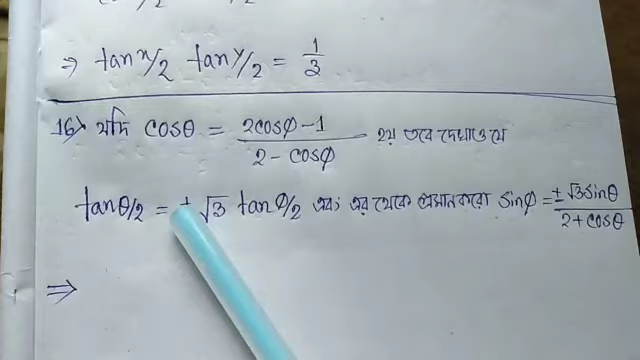 ⇒ tan x/2 tan y/2 = 1/3
16> যদি cosθ = 2cosφ-1 / 2-cosφ হয় তবে দেখাও যে
tanθ/2 = ± √3 tanφ/2 এবং এর থেকে প্রমান করো sinφ = ±√3sinθ / 2+cosθ
⇒